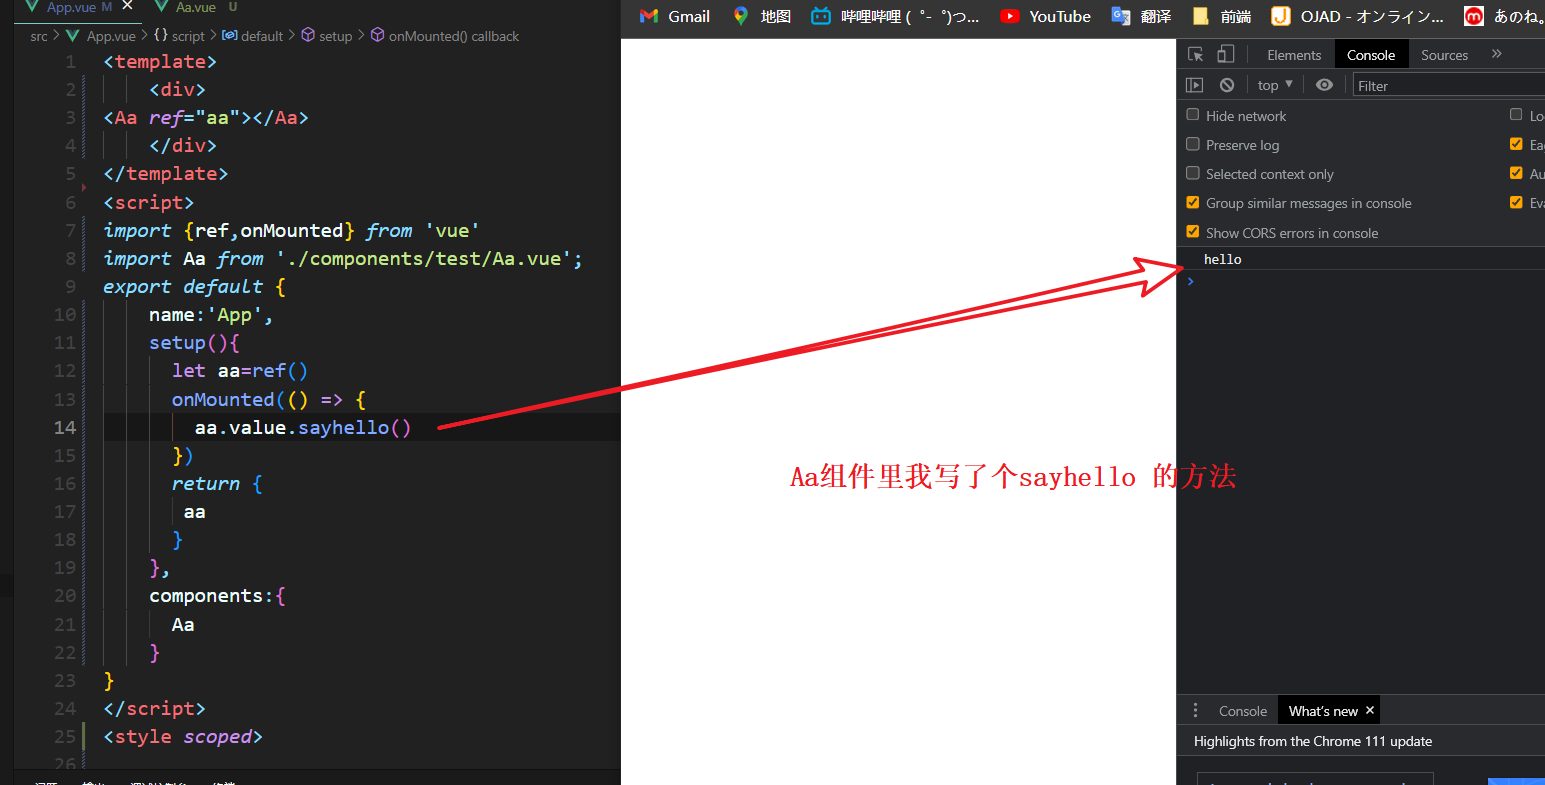 App.vue M × Aa.vue U
src > App.vue > {} script > default > setup > onMounted() callback
1 <template>
2 <div>
3 <Aa ref="aa"></Aa>
4 </div>
5 </template>
6 <script>
7 import {ref,onMounted} from 'vue'
8 import Aa from './components/test/Aa.vue';
9 export default {
10 name:'App',
11 setup(){
12 let aa=ref()
13 onMounted(() => {
14 aa.value.sayhello()
15 })
16 return {
17 aa
18 }
19 },
20 components:{
21 Aa
22 }
23 }
24 </script>
25 <style scoped>
26
Gmail 地图 哔哩哔哩 ( ゜- ゜)つ... YouTube 翻译 前端 OJAD - オンライン... あのね。
Elements Console Sources »
top ▼ Filter
Hide network Lo
Preserve log Ea
Selected context only Au
Group similar messages in console Eva
Show CORS errors in console
hello
>
Aa组件里我写了个sayhello 的方法
Console What's new ×
Highlights from the Chrome 111 update